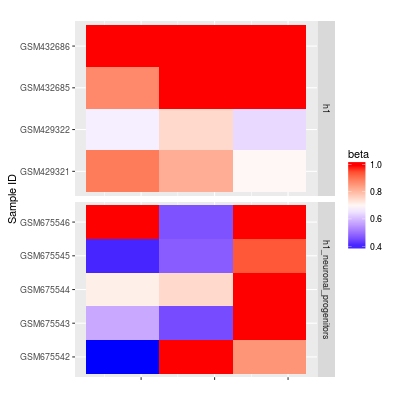 GSM432686
GSM432685
GSM429322
GSM429321
h1
Sample ID
GSM675546
GSM675545
GSM675544
GSM675543
GSM675542
h1_neuronal_progenitors
beta
1.0
0.8
0.6
0.4